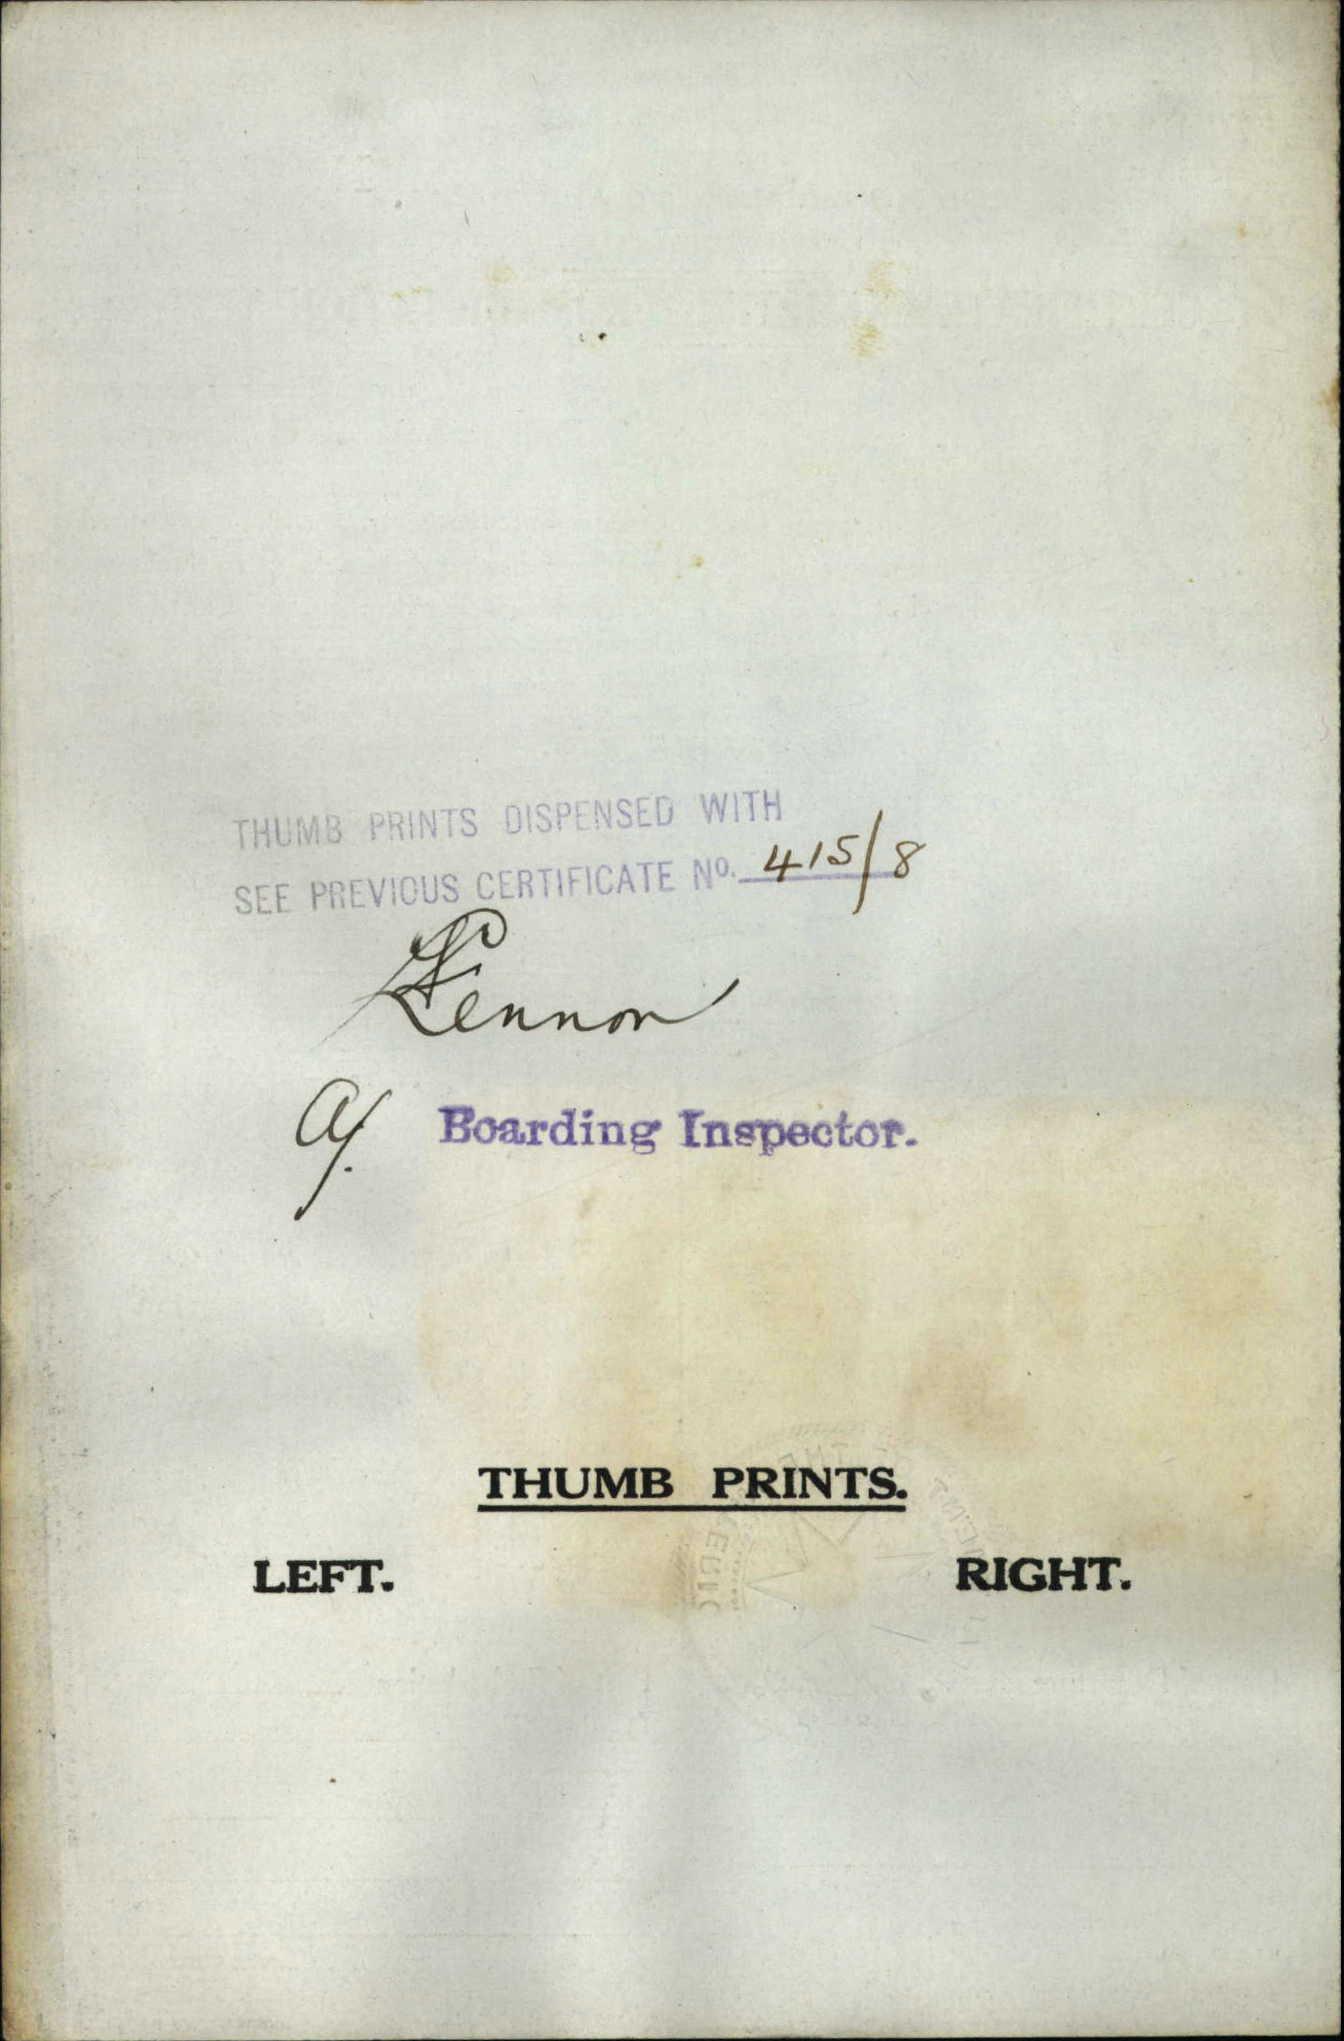 THUMB PRINTS DISPENSED WITH
SEE PREVIOUS CERTIFICATE No. 415/8
Lennon
a/. Boarding Inspector.
THUMB PRINTS.
LEFT.
RIGHT.